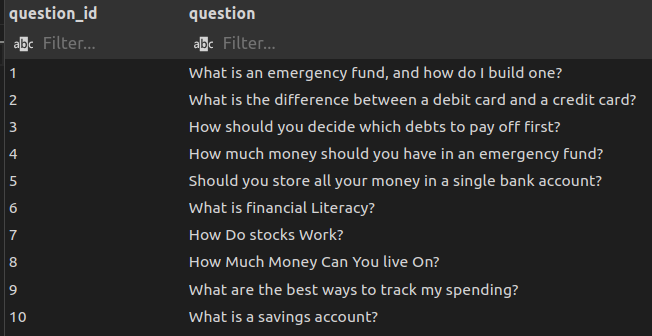 question_id question
abc Filter... abc Filter...
1 What is an emergency fund, and how do I build one?
2 What is the difference between a debit card and a credit card?
3 How should you decide which debts to pay off first?
4 How much money should you have in an emergency fund?
5 Should you store all your money in a single bank account?
6 What is financial Literacy?
7 How Do stocks Work?
8 How Much Money Can You live On?
9 What are the best ways to track my spending?
10 What is a savings account?